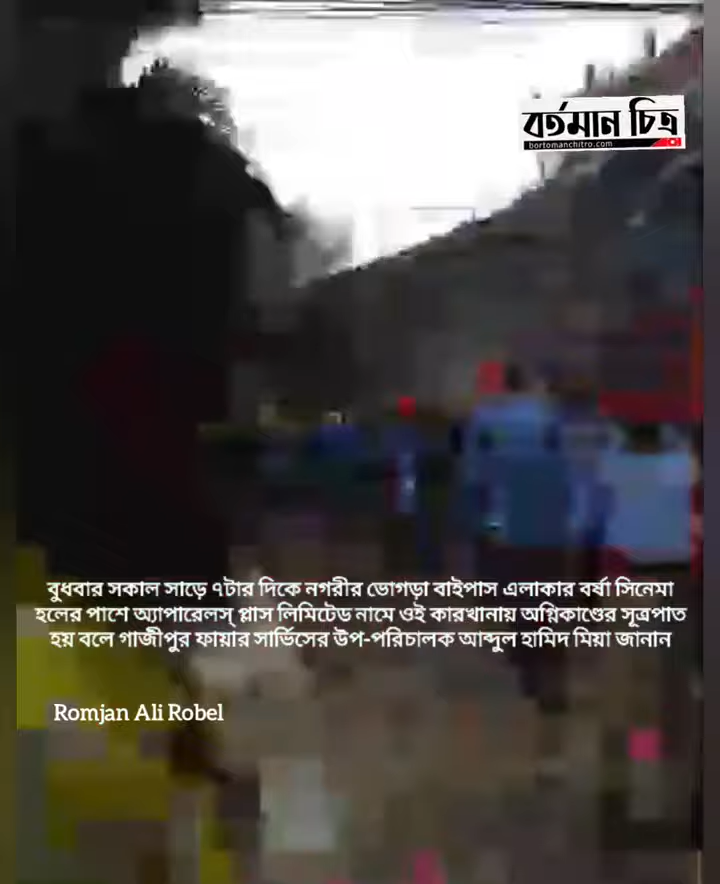 বর্তমান চিত্র
bortomanchitro.com
বুধবার সকাল সাড়ে ৭টার দিকে নগরীর ভোগড়া বাইপাস এলাকার বর্ষা সিনেমা
হলের পাশে অ্যাপারেলস্ প্লাস লিমিটেড নামে ওই কারখানায় অগ্নিকাণ্ডের সূত্রপাত
হয় বলে গাজীপুর ফায়ার সার্ভিসের উপ-পরিচালক আব্দুল হামিদ মিয়া জানান
Romjan Ali Robel